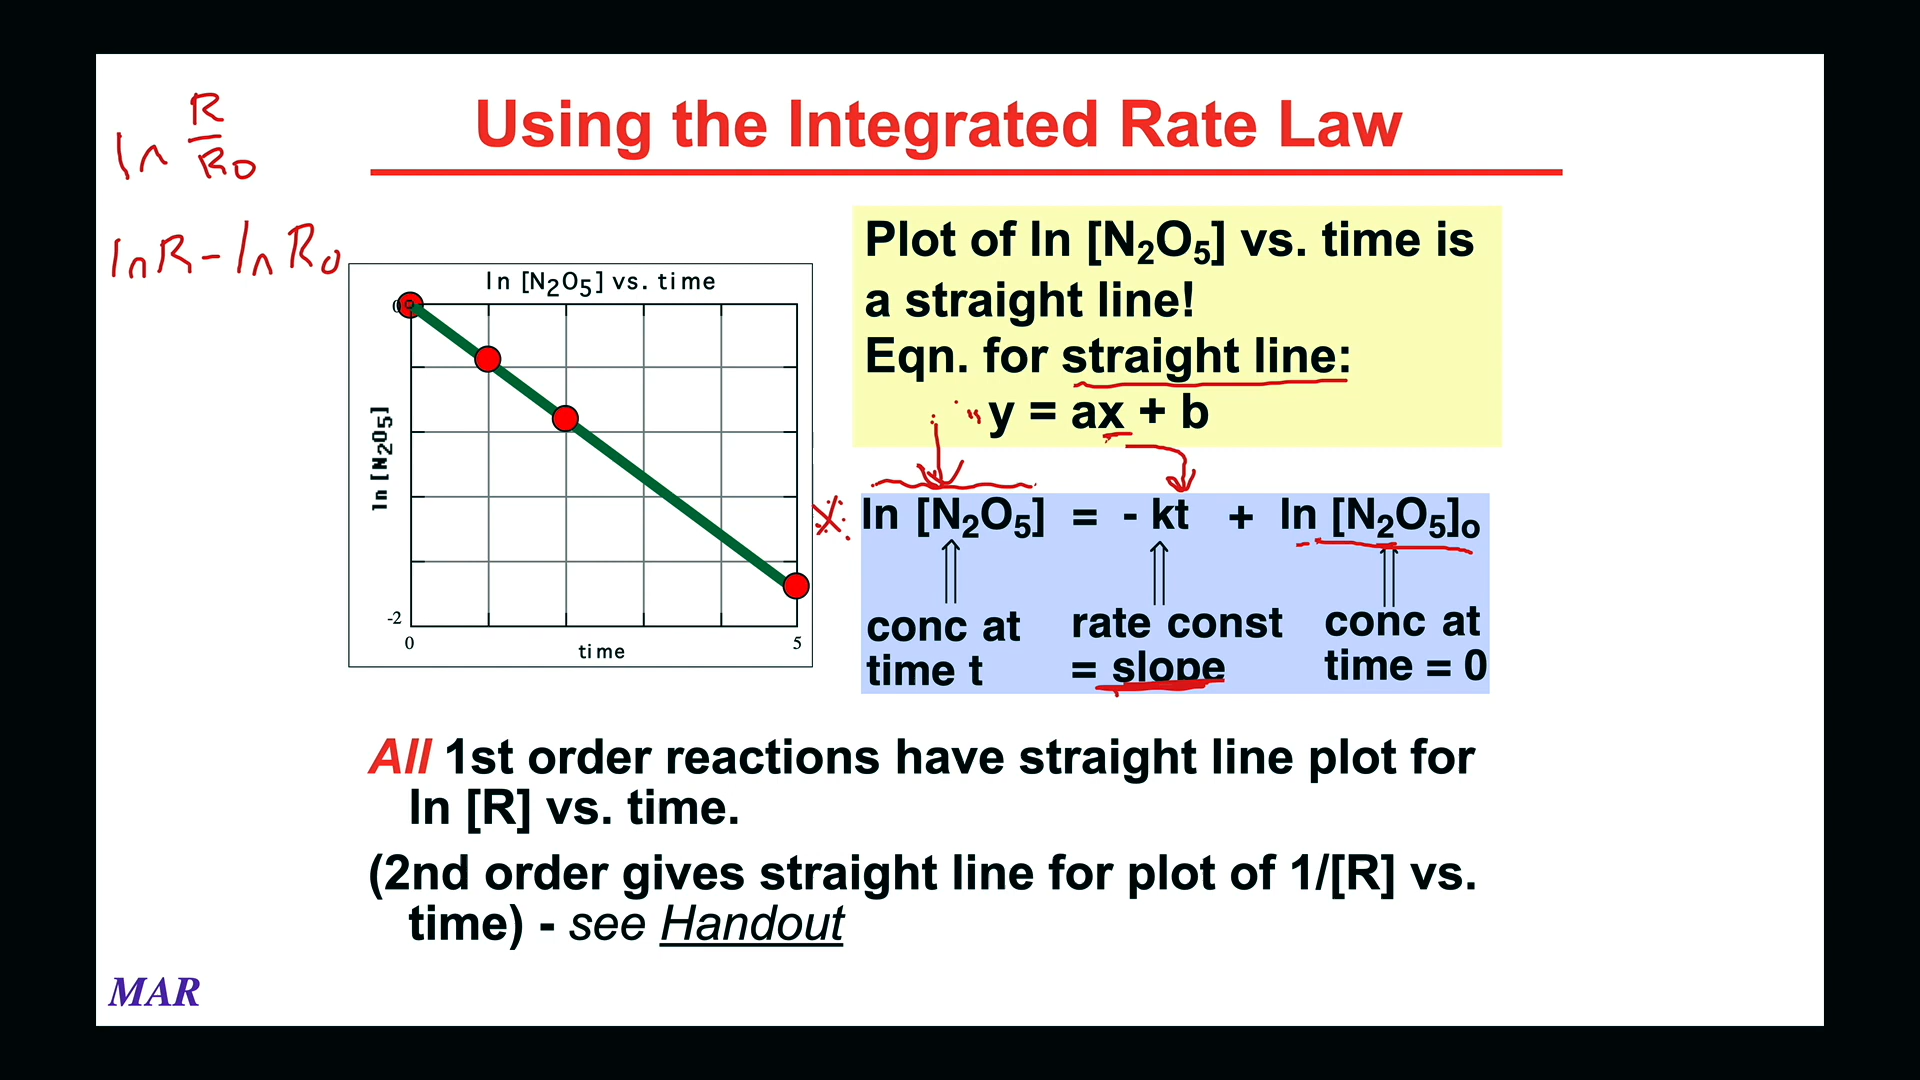 ln R/R0
Using the Integrated Rate Law
lnR - lnR0
Plot of ln [N₂O₅] vs. time is
a straight line!
Eqn. for straight line:
y = ax + b
ln [N₂O₅] vs. time
0
ln [N₂O₅]
-2
0
5
time
ln [N₂O₅] = - kt + ln [N₂O₅]ₒ
conc at
time t
rate const
= slope
conc at
time = 0
All 1st order reactions have straight line plot for
ln [R] vs. time.
(2nd order gives straight line for plot of 1/[R] vs.
time) - see Handout
MAR